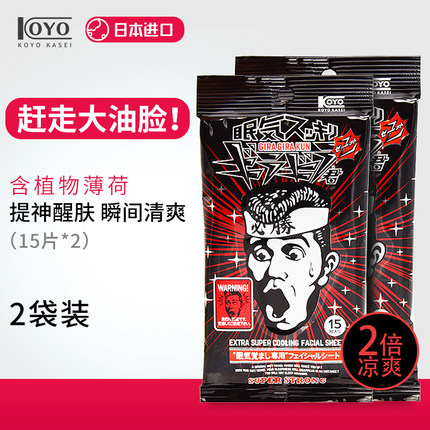 KOYO
KOYO KASEI
日本进口
赶走大油脸！
含植物薄荷
提神醒肤 瞬间清爽
（15片*2）
2袋装
KOYO
眠気スッキリ
GIRA GIRA KUN
ギラギラ君
必勝
WARNING!
15
EXTRA SUPER COOLING FACIAL SHEET
"眠気覚まし専用"フェイシャルシート
SUPER STRONG
2倍
凉爽